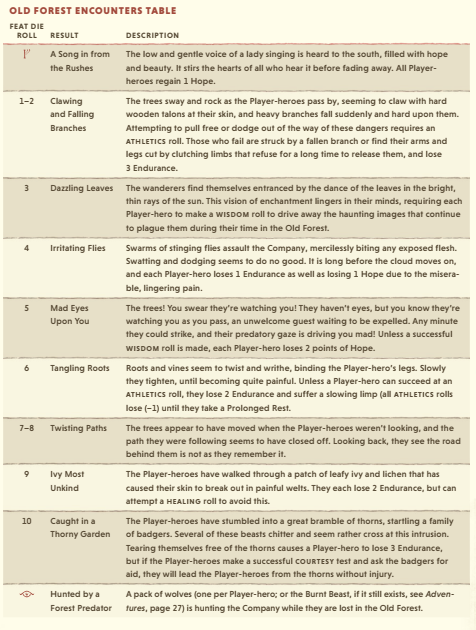 OLD FOREST ENCOUNTERS TABLE
FEAT DIE
ROLL RESULT DESCRIPTION
A Song in from The low and gentle voice of a lady singing is heard to the south, filled with hope
the Rushes and beauty. It stirs the hearts of all who hear it before fading away. All Player-
heroes regain 1 Hope.
1–2 Clawing The trees sway and rock as the Player-heroes pass by, seeming to claw with hard
and Falling wooden talons at their skin, and heavy branches fall suddenly and hard upon them.
Branches Attempting to pull free or dodge out of the way of these dangers requires an
ATHLETICS roll. Those who fail are struck by a fallen branch or find their arms and
legs cut by clutching limbs that refuse for a long time to release them, and lose
3 Endurance.
3 Dazzling Leaves The wanderers find themselves entranced by the dance of the leaves in the bright,
thin rays of the sun. This vision of enchantment lingers in their minds, requiring each
Player-hero to make a WISDOM roll to drive away the haunting images that continue
to plague them during their time in the Old Forest.
4 Irritating Flies Swarms of stinging flies assault the Company, mercilessly biting any exposed flesh.
Swatting and dodging seems to do no good. It is long before the cloud moves on,
and each Player-hero loses 1 Endurance as well as losing 1 Hope due to the misera-
ble, lingering pain.
5 Mad Eyes The trees! You swear they're watching you! They haven't eyes, but you know they're
Upon You watching you as you pass, an unwelcome guest waiting to be expelled. Any minute
they could strike, and their predatory gaze is driving you mad! Unless a successful
WISDOM roll is made, each Player-hero loses 2 points of Hope.
6 Tangling Roots Roots and vines seem to twist and writhe, binding the Player-hero's legs. Slowly
they tighten, until becoming quite painful. Unless a Player-hero can succeed at an
ATHLETICS roll, they lose 2 Endurance and suffer a slowing limp (all ATHLETICS rolls
lose (–1) until they take a Prolonged Rest.
7–8 Twisting Paths The trees appear to have moved when the Player-heroes weren't looking, and the
path they were following seems to have closed off. Looking back, they see the road
behind them is not as they remember it.
9 Ivy Most The Player-heroes have walked through a patch of leafy ivy and lichen that has
Unkind caused their skin to break out in painful welts. They each lose 2 Endurance, but can
attempt a HEALING roll to avoid this.
10 Caught in a The Player-heroes have stumbled into a great bramble of thorns, startling a family
Thorny Garden of badgers. Several of these beasts chitter and seem rather cross at this intrusion.
Tearing themselves free of the thorns causes a Player-hero to lose 3 Endurance,
but if the Player-heroes make a successful COURTESY test and ask the badgers for
aid, they will lead the Player-heroes from the thorns without injury.
Hunted by a A pack of wolves (one per Player-hero; or the Burnt Beast, if it still exists, see Adven-
Forest Predator tures, page 27) is hunting the Company while they are lost in the Old Forest.